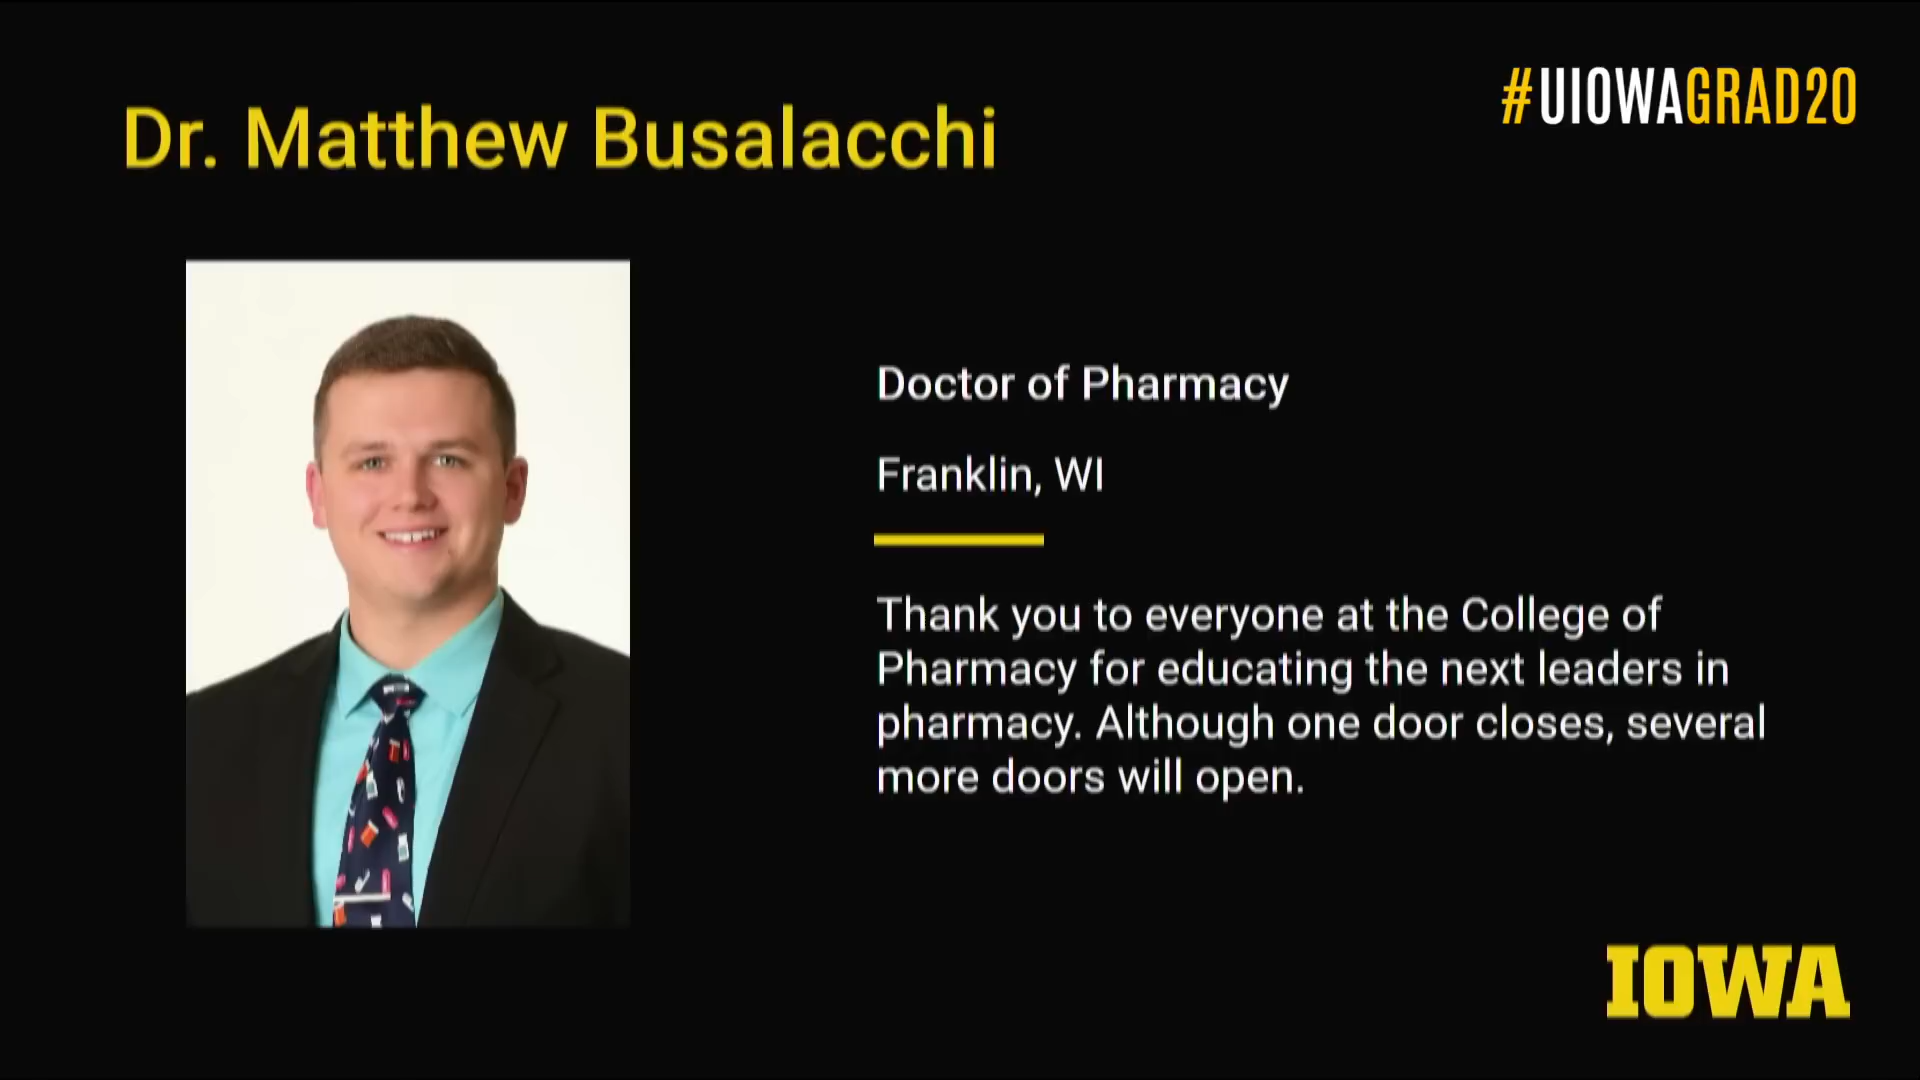 #UIOWAGRAD20
Dr. Matthew Busalacchi
Doctor of Pharmacy
Franklin, WI
Thank you to everyone at the College of
Pharmacy for educating the next leaders in
pharmacy. Although one door closes, several
more doors will open.
IOWA